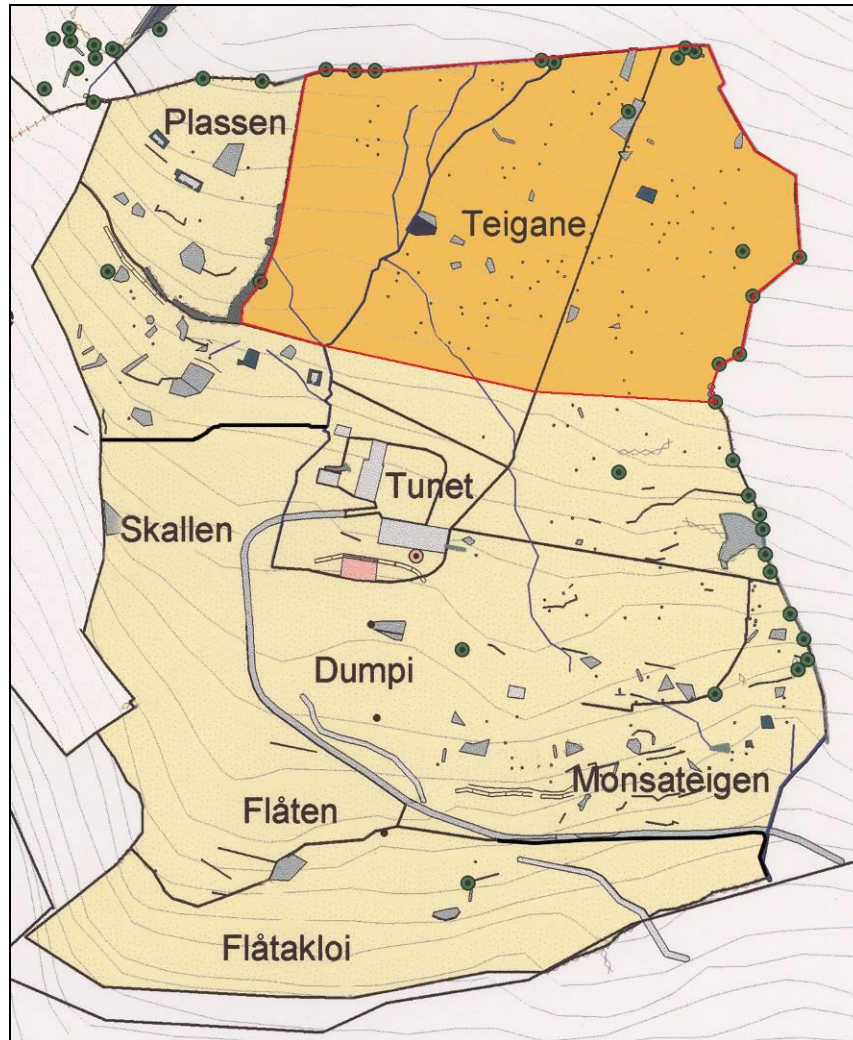 Plassen
Teigane
Tunet
Skallen
Dumpi
Monsateigen
Flåten
Flåtakloi